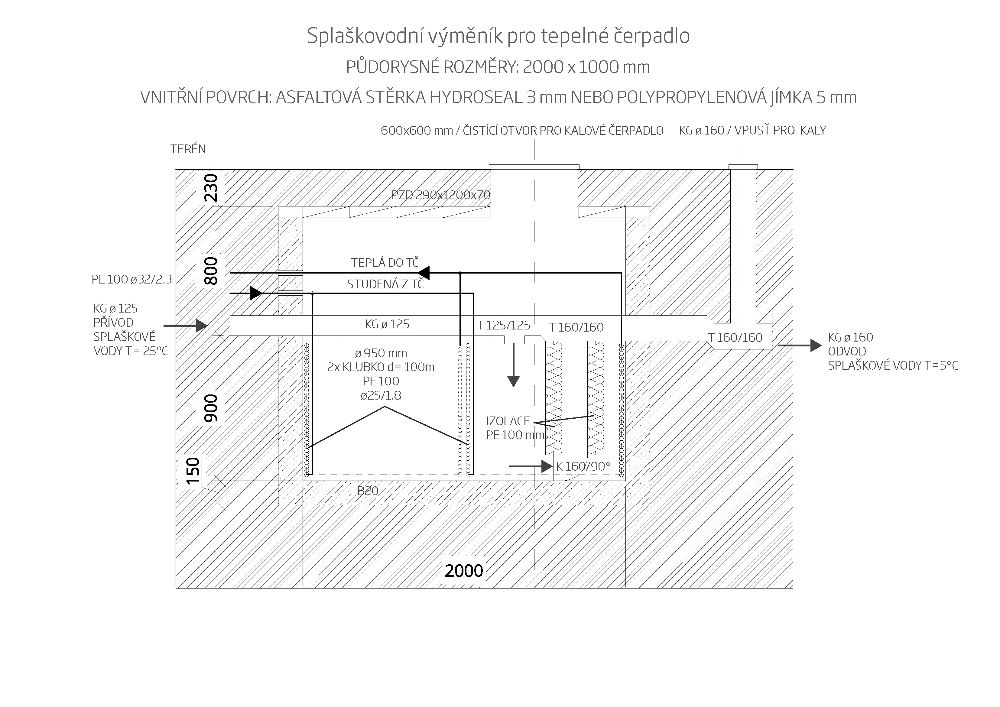 Splaškovodní výměník pro tepelné čerpadlo
PŮDORYSNÉ ROZMĚRY: 2000 x 1000 mm
VNITŘNÍ POVRCH: ASFALTOVÁ STĚRKA HYDROSEAL 3 mm NEBO POLYPROPYLENOVÁ JÍMKA 5 mm
600x600 mm / ČISTÍCÍ OTVOR PRO KALOVÉ ČERPADLO
KG ø 160 / VPUSŤ PRO KALY
TERÉN
230
PZD 290x1200x70
800
TEPLÁ DO TČ
PE 100 ø32/2.3
STUDENÁ Z TČ
KG ø 125
PŘÍVOD
SPLAŠKOVÉ
VODY T= 25°C
KG ø 125
T 125/125
T 160/160
T 160/160
KG ø 160
ODVOD
SPLAŠKOVÉ VODY T=5°C
ø 950 mm
2x KLUBKO d= 100m
PE 100
ø25/1.8
900
IZOLACE
PE 100 mm
150
K 160/90°
B20
2000